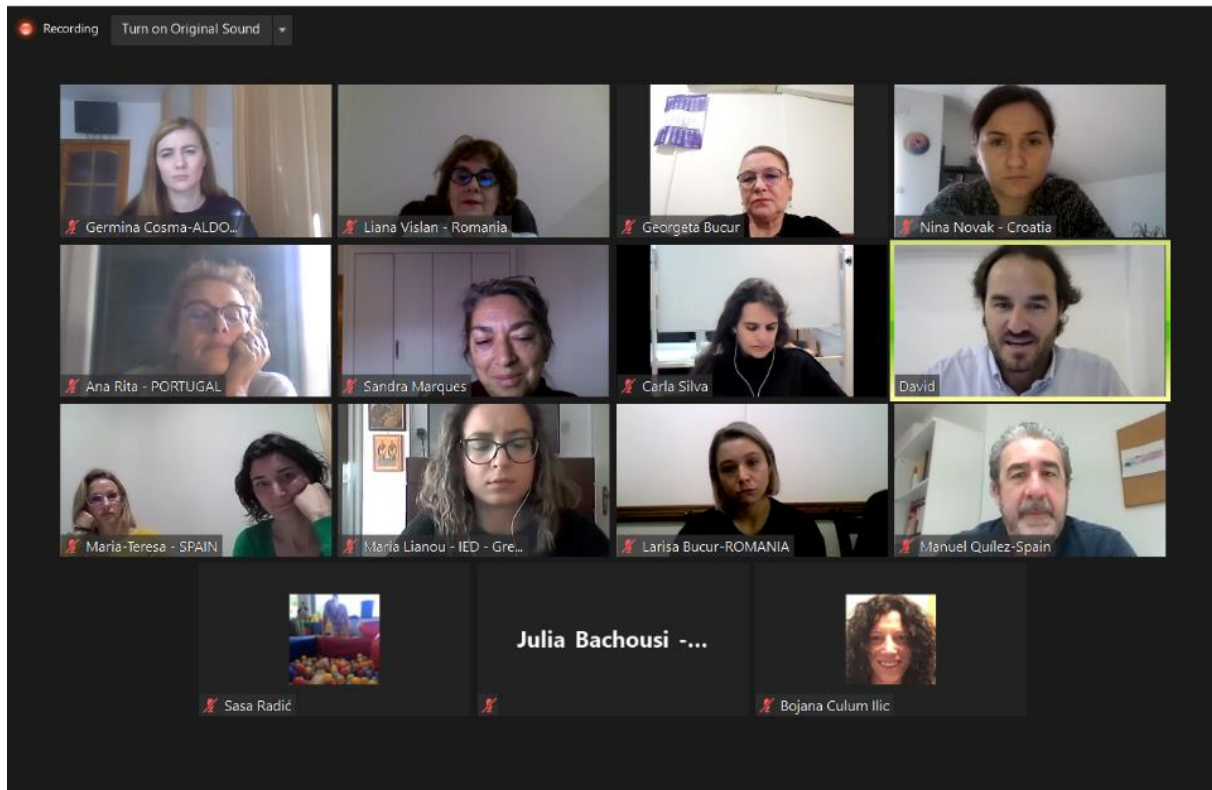 Recording Turn on Original Sound
Germina Cosma-ALDO...
Liana Vislan - Romania
Georgeta Bucur
Nina Novak - Croatia
Ana Rita - PORTUGAL
Sandra Marques
Carla Silva
David
Maria-Teresa - SPAIN
Maria Lianou - IED - Gre...
Larisa Bucur-ROMANIA
Manuel Quílez-Spain
Sasa Radić
Julia Bachousi -...
Bojana Culum Ilic